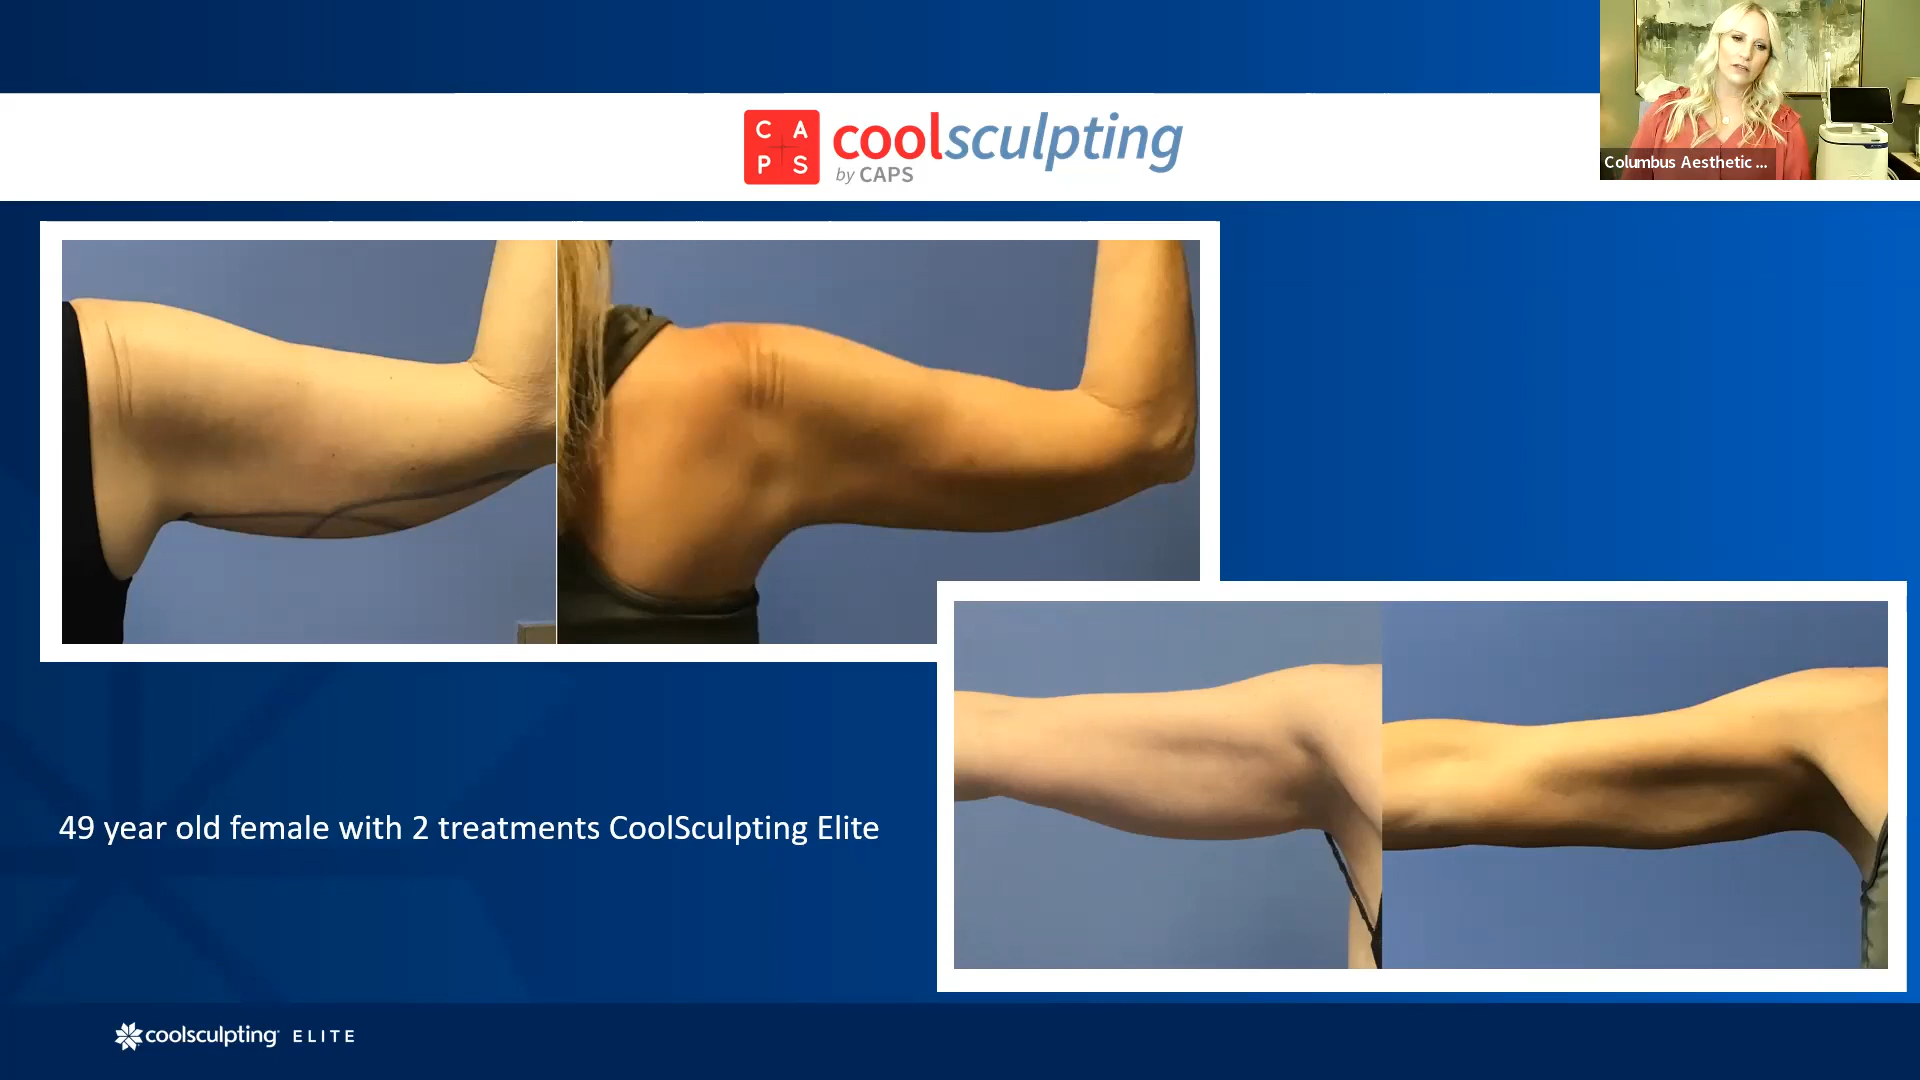 C A
P S
coolsculpting
by CAPS
Columbus Aesthetic ...
49 year old female with 2 treatments CoolSculpting Elite
coolsculpting ELITE